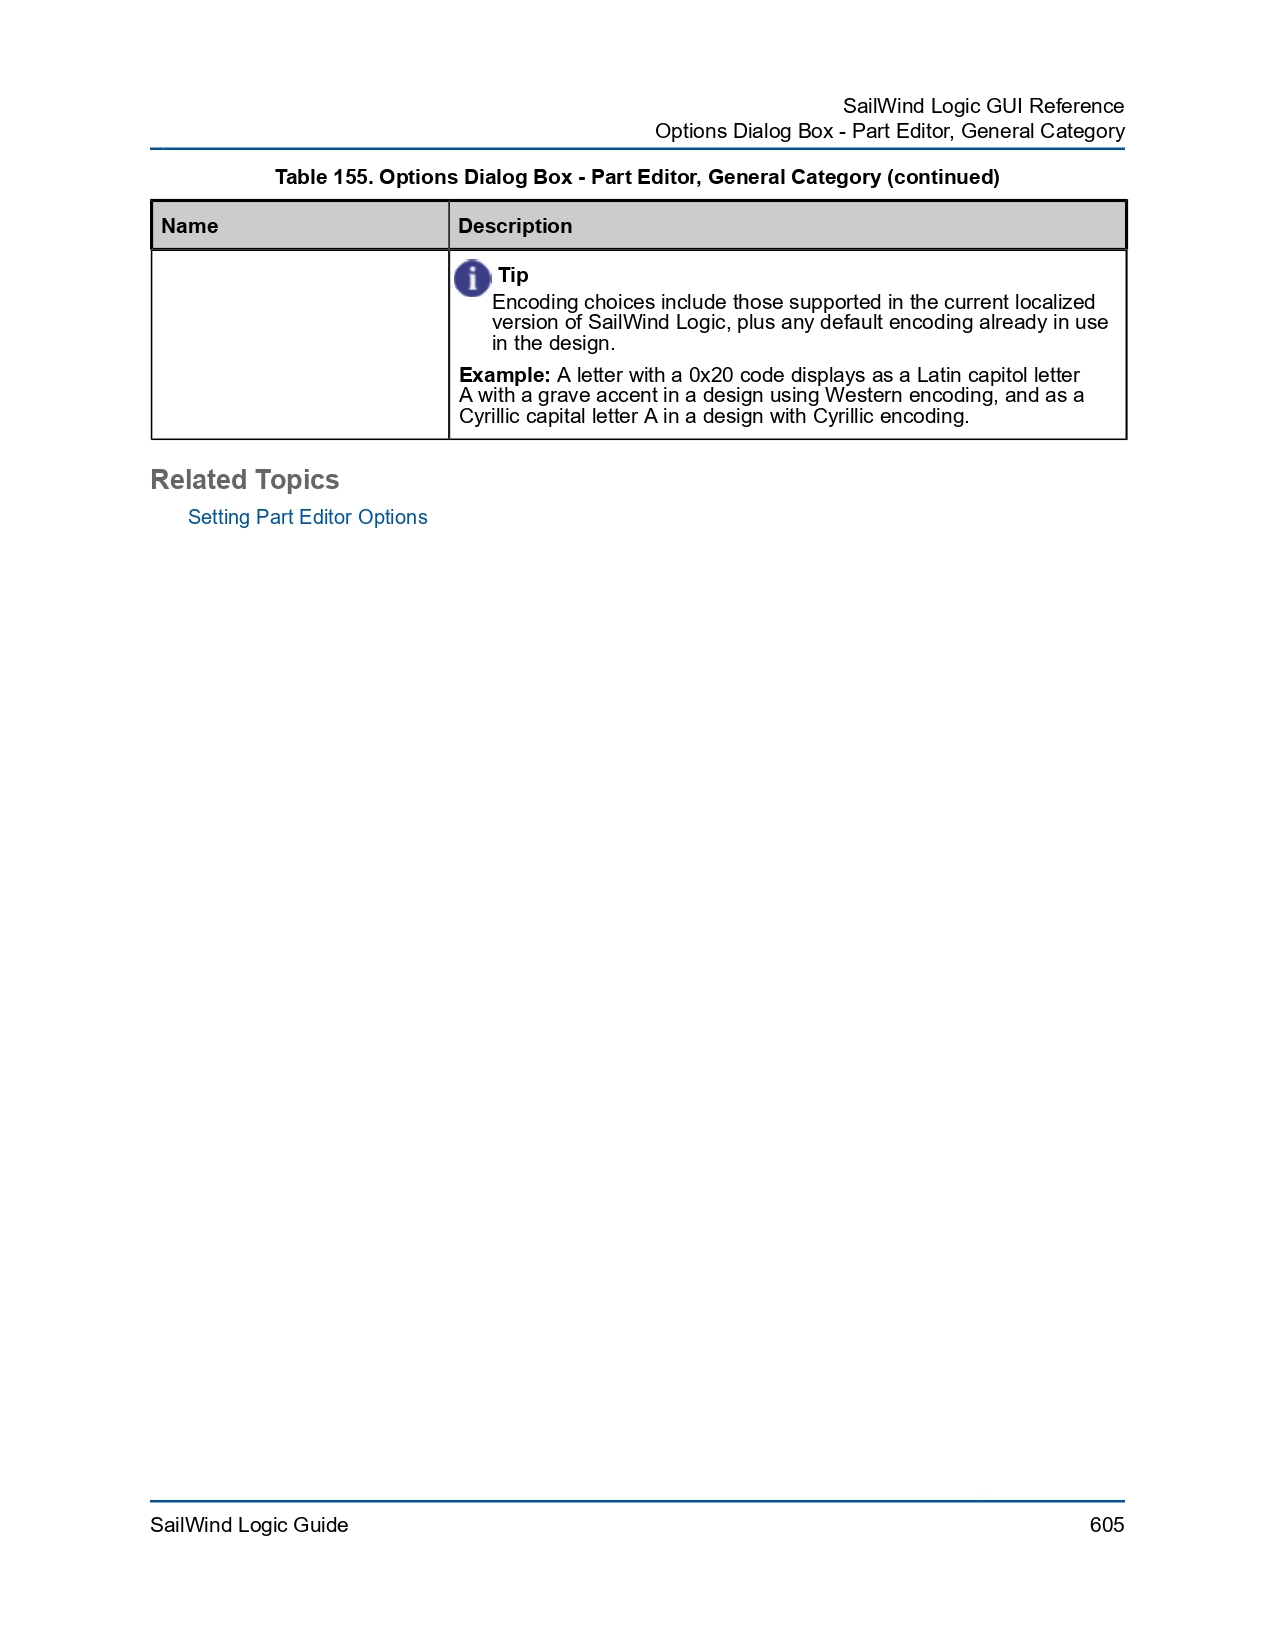 SailWind Logic GUI Reference
Options Dialog Box - Part Editor, General Category
Table 155. Options Dialog Box - Part Editor, General Category (continued)
Name Description
Tip
Encoding choices include those supported in the current localized
version of SailWind Logic, plus any default encoding already in use
in the design.
Example: A letter with a 0x20 code displays as a Latin capitol letter
A with a grave accent in a design using Western encoding, and as a
Cyrillic capital letter A in a design with Cyrillic encoding.
Related Topics
Setting Part Editor Options
SailWind Logic Guide 605